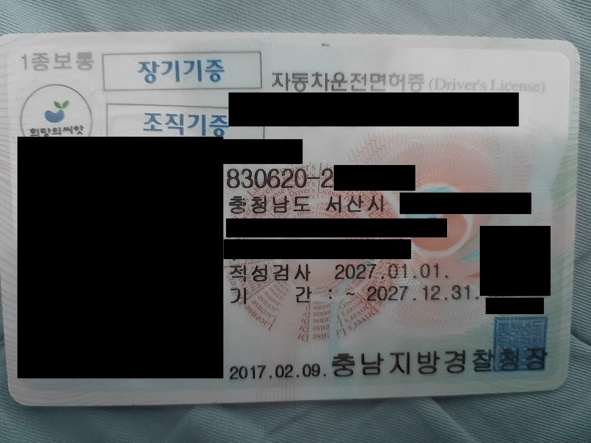 1종보통
장기기증
자동차운전면허증 (Driver's License)
희망의씨앗
조직기증
830620-2
충청남도 서산시
적성검사 2027.01.01.
기 간 : ~ 2027.12.31.
2017.02.09. 충남지방경찰청장